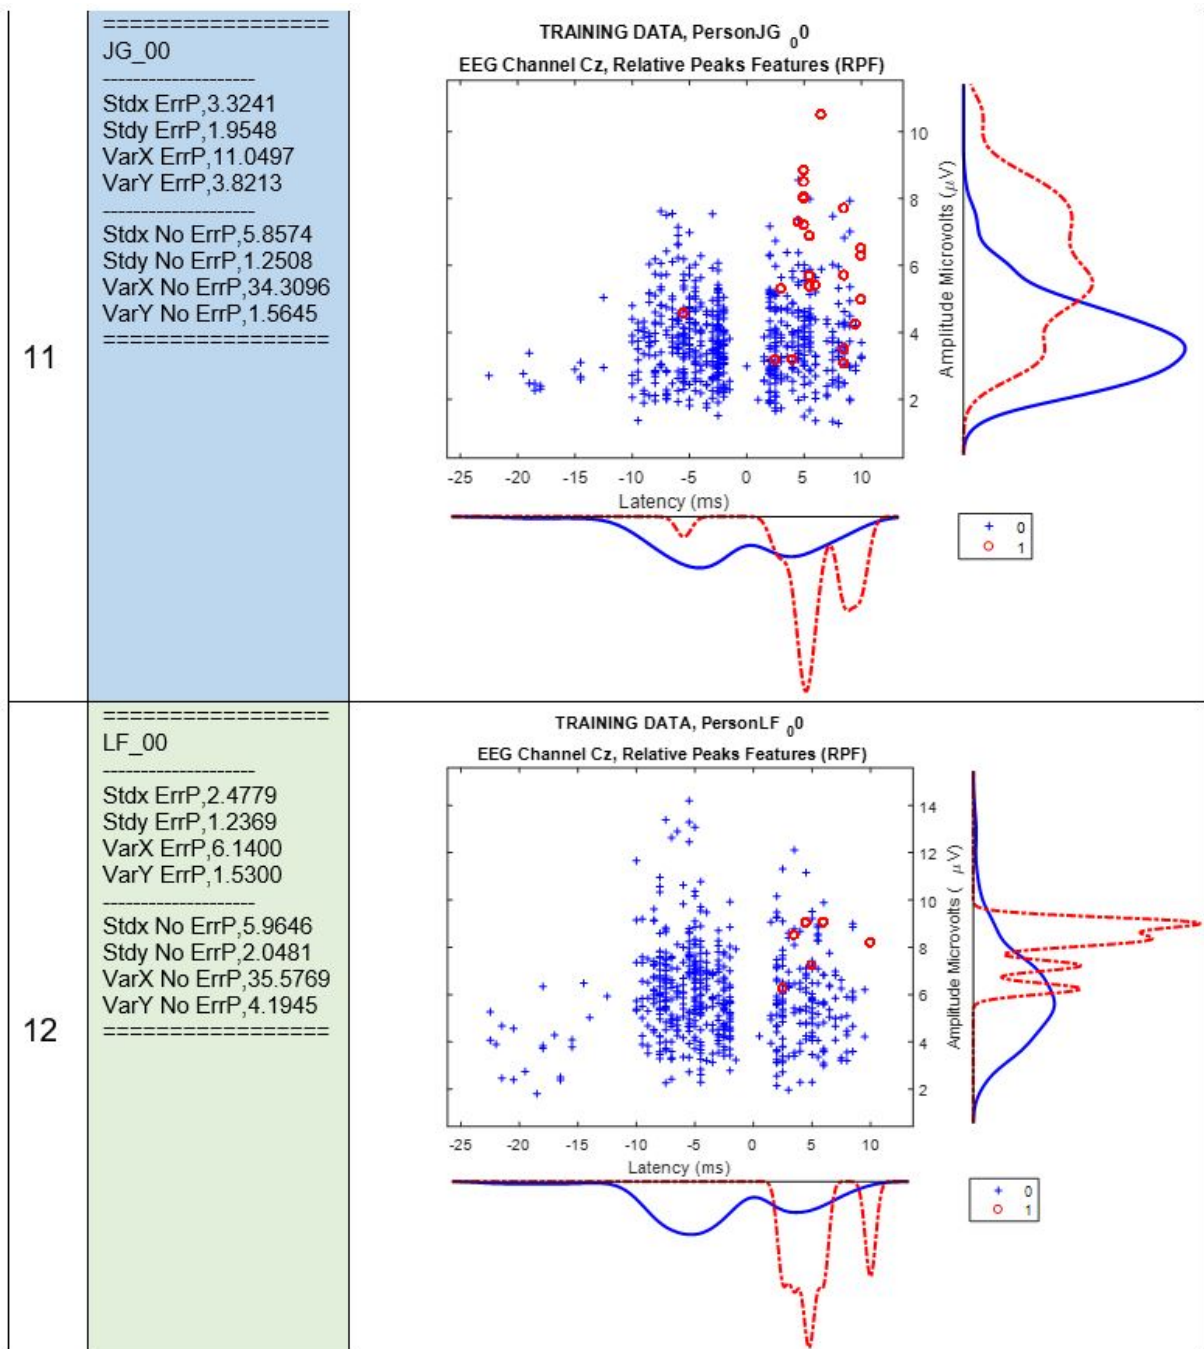 11
==================
JG_00
--------------------
Stdx ErrP,3.3241
Stdy ErrP,1.9548
VarX ErrP,11.0497
VarY ErrP,3.8213
--------------------
Stdx No ErrP,5.8574
Stdy No ErrP,1.2508
VarX No ErrP,34.3096
VarY No ErrP,1.5645
==================
TRAINING DATA, PersonJG ₀0
EEG Channel Cz, Relative Peaks Features (RPF)
10
8
6
4
2
Amplitude Microvolts (μV)
-25 -20 -15 -10 -5 0 5 10
Latency (ms)
+ 0
o 1
12
==================
LF_00
--------------------
Stdx ErrP,2.4779
Stdy ErrP,1.2369
VarX ErrP,6.1400
VarY ErrP,1.5300
--------------------
Stdx No ErrP,5.9646
Stdy No ErrP,2.0481
VarX No ErrP,35.5769
VarY No ErrP,4.1945
==================
TRAINING DATA, PersonLF ₀0
EEG Channel Cz, Relative Peaks Features (RPF)
14
12
10
8
6
4
2
Amplitude Microvolts ( μV)
-25 -20 -15 -10 -5 0 5 10
Latency (ms)
+ 0
o 1